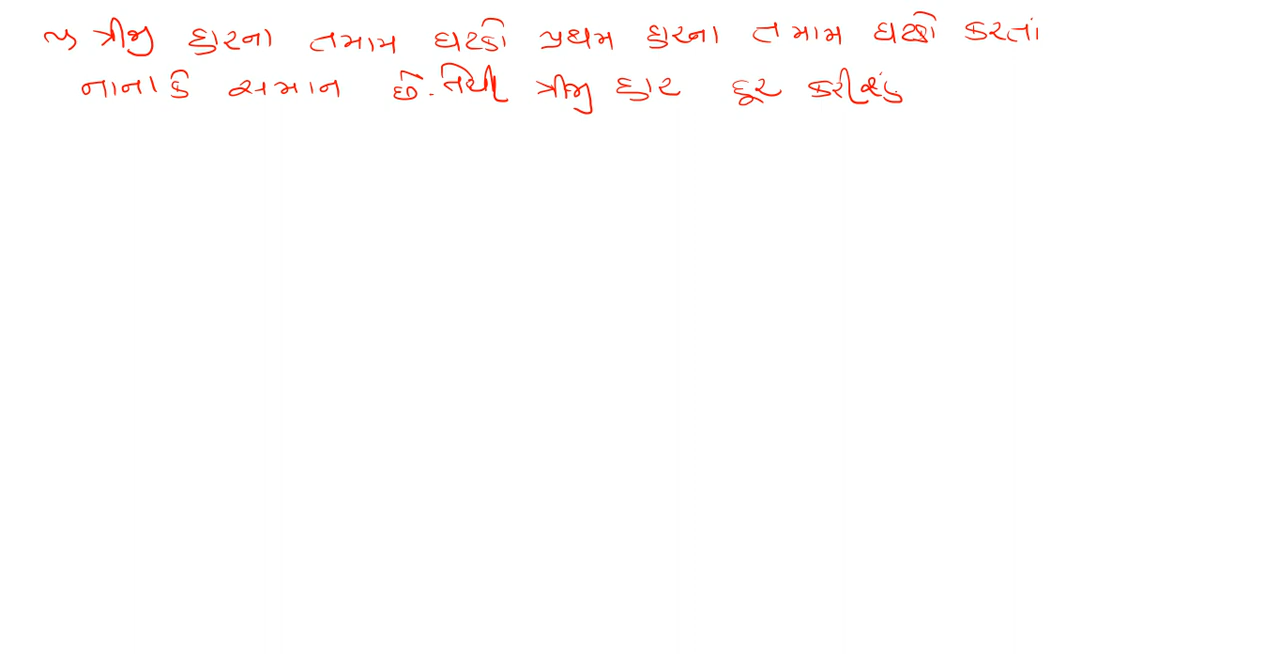 → ત્રીજી હારના તમામ ઘટકો પ્રથમ હારના તમામ ઘટકો કરતાં
નાના કે સમાન છે. તેથી ત્રીજી હાર દૂર કરીશું